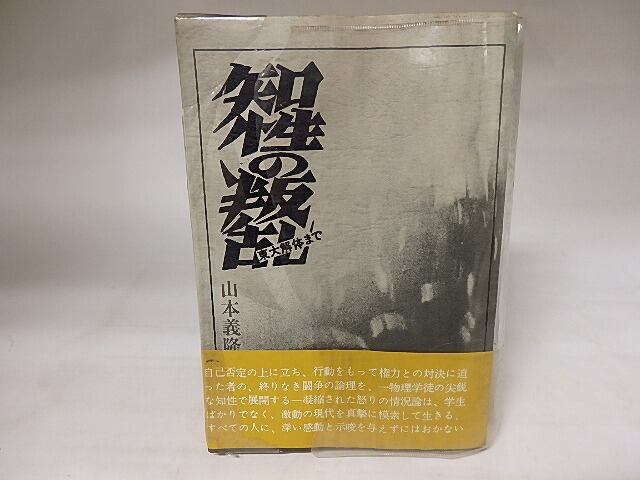 知性の叛乱
東大解体まで
山本義隆
自己否定の上に立ち、行動をもって権力との対決に迫
った者の、終りなき闘争の論理を、一物理学徒の尖鋭
な知性で展開する—凝縮された怒りの情況論は、学生
ばかりでなく、激動の現代を真摯に模索して生きる、
すべての人に、深い感動と示唆を与えずにはおかない